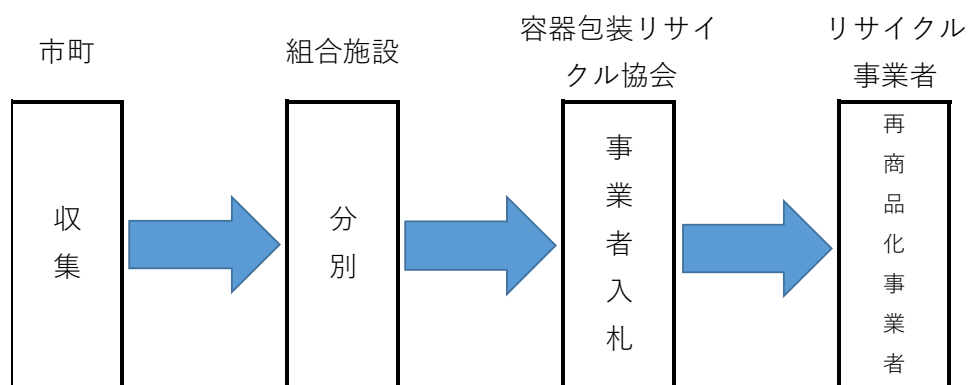 市町
収集
組合施設
分別
容器包装リサイ
クル協会
事業者入札
リサイクル
事業者
再商品化事業者